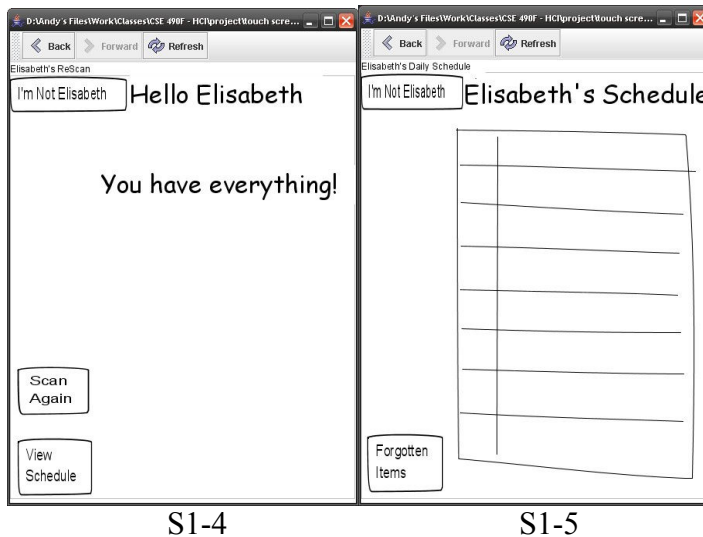 D:\Andy's Files\Work\Classes\CSE 490F - HCI\project\touch scre...
Back Forward Refresh
Elisabeth's ReScan
I'm Not Elisabeth
Hello Elisabeth
You have everything!
Scan
Again
View
Schedule
S1-4
D:\Andy's Files\Work\Classes\CSE 490F - HCI\project\touch scre...
Back Forward Refresh
Elisabeth's Daily Schedule
I'm Not Elisabeth
Elisabeth's Schedule
Forgotten
Items
S1-5